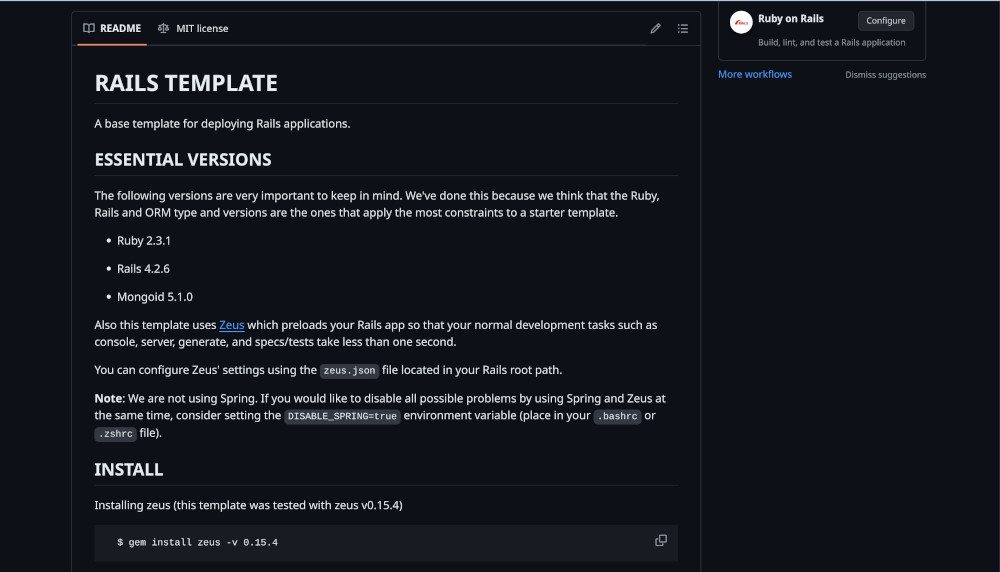 README
MIT license
RAILS TEMPLATE
A base template for deploying Rails applications.
ESSENTIAL VERSIONS
The following versions are very important to keep in mind. We've done this because we think that the Ruby,
Rails and ORM type and versions are the ones that apply the most constraints to a starter template.
• Ruby 2.3.1
• Rails 4.2.6
• Mongoid 5.1.0
Also this template uses Zeus which preloads your Rails app so that your normal development tasks such as
console, server, generate, and specs/tests take less than one second.
You can configure Zeus' settings using the zeus.json file located in your Rails root path.
Note: We are not using Spring. If you would like to disable all possible problems by using Spring and Zeus at
the same time, consider setting the DISABLE_SPRING=true environment variable (place in your .bashrc or
.zshrc file).
INSTALL
Installing zeus (this template was tested with zeus v0.15.4)
$ gem install zeus -v 0.15.4
Ruby on Rails
Configure
Build, lint, and test a Rails application
More workflows
Dismiss suggestions